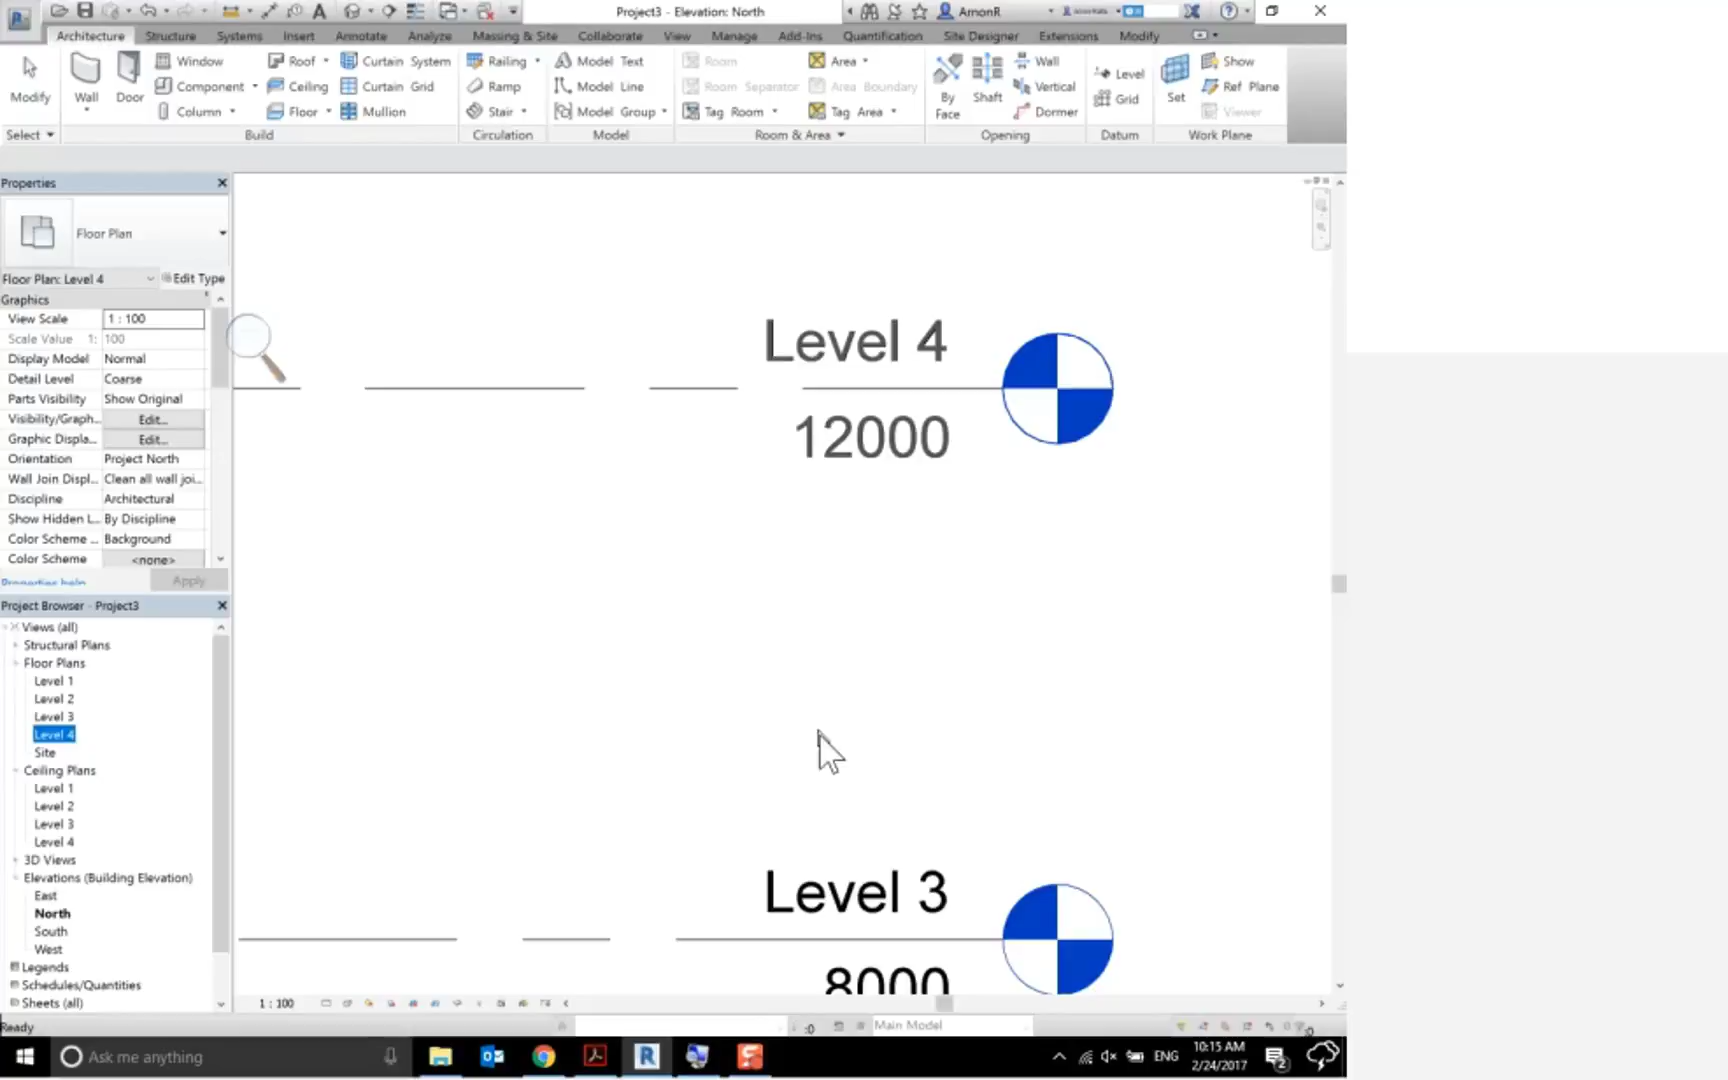 Project3 - Elevation: North
AmonR
Architecture Structure Systems Insert Annotate Analyze Massing & Site Collaborate View Manage Add-Ins Quantification Site Designer Extensions Modify
Modify
Wall
Door
Window
Component
Column
Roof
Ceiling
Floor
Curtain System
Curtain Grid
Mullion
Railing
Ramp
Stair
Model Text
Model Line
Model Group
Room
Room Separator
Tag Room
Area
Area Boundary
Tag Area
By Face
Shaft
Wall
Vertical
Dormer
Level
Grid
Set
Show
Ref Plane
Viewer
Select Build Circulation Model Room & Area Opening Datum Work Plane
Properties
Floor Plan
Floor Plan: Level 4 Edit Type
Graphics
View Scale 1 : 100
Scale Value 1: 100
Display Model Normal
Detail Level Coarse
Parts Visibility Show Original
Visibility/Graph... Edit...
Graphic Displa... Edit...
Orientation Project North
Wall Join Displ... Clean all wall joi...
Discipline Architectural
Show Hidden L... By Discipline
Color Scheme ... Background
Color Scheme <none>
Properties help Apply
Project Browser - Project3
Views (all)
Structural Plans
Floor Plans
Level 1
Level 2
Level 3
Level 4
Site
Ceiling Plans
Level 1
Level 2
Level 3
Level 4
3D Views
Elevations (Building Elevation)
East
North
South
West
Legends
Schedules/Quantities
Sheets (all)
Level 4
12000
Level 3
8000
1 : 100
Ready
:0
Main Model
:0
Ask me anything
ENG
10:15 AM
2/24/2017
2